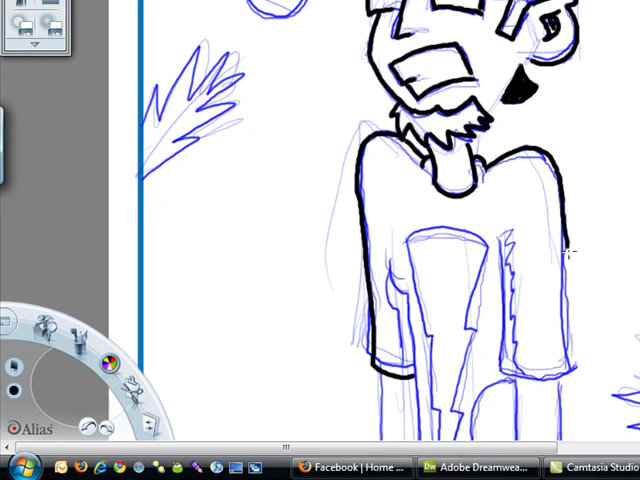 Alias
Facebook | Home ...
Adobe Dreamwea...
Camtasia Studio